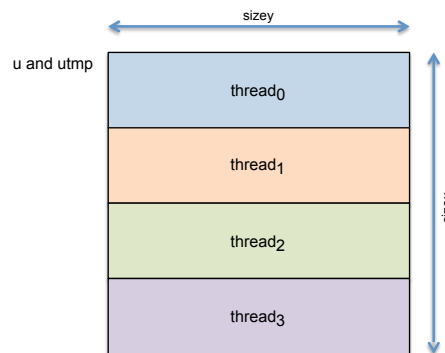 sizey
u and utmp
thread0
thread1
thread2
thread3